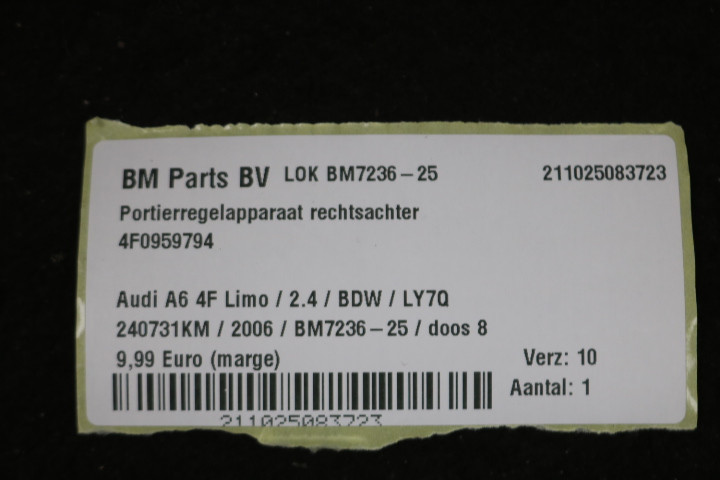 BM Parts BV LOK BM7236-25 211025083723
Portierregelapparaat rechtsachter
4F0959794
Audi A6 4F Limo / 2.4 / BDW / LY7Q
240731KM / 2006 / BM7236-25 / doos 8
9,99 Euro (marge) Verz: 10
Aantal: 1
211025083723